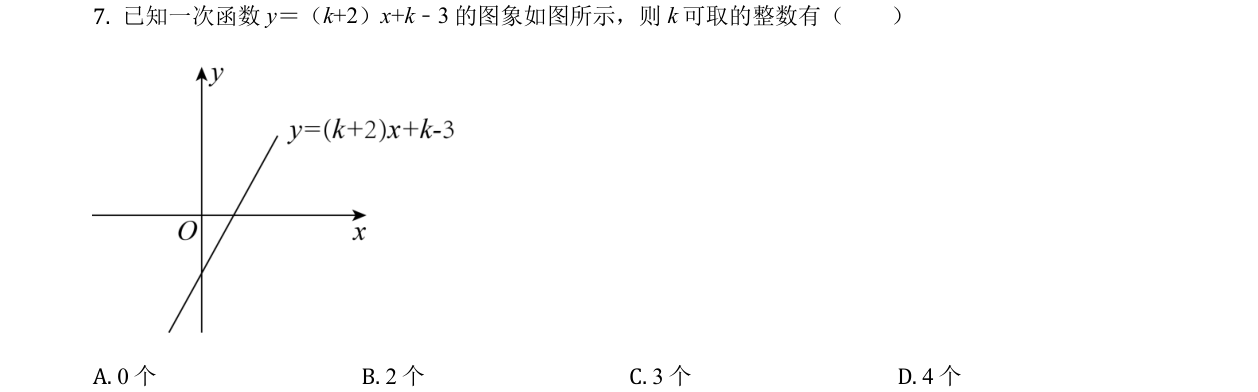 7. 已知一次函数 y＝（k+2）x+k﹣3 的图象如图所示，则 k 可取的整数有（　　）
y
y=(k+2)x+k-3
O
x
A. 0 个　　B. 2 个　　C. 3 个　　D. 4 个